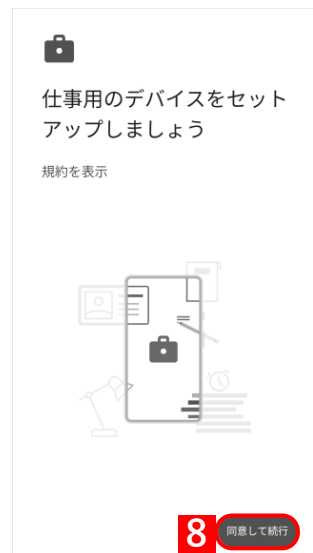 仕事用のデバイスをセット
アップしましょう
規約を表示
8
同意して続行